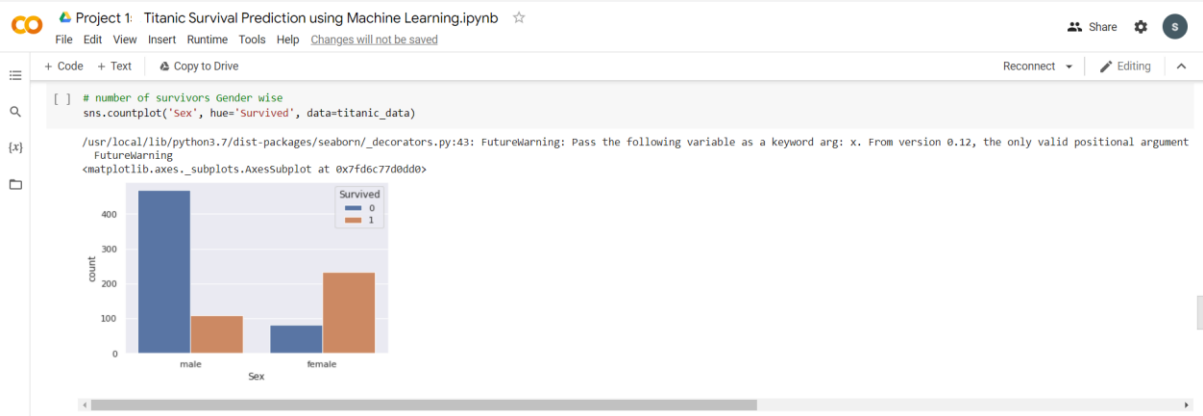 Project 1: Titanic Survival Prediction using Machine Learning.ipynb
File Edit View Insert Runtime Tools Help Changes will not be saved
Share
S
+ Code + Text Copy to Drive
Reconnect
Editing
{x}
[ ] # number of survivors Gender wise
sns.countplot('Sex', hue='Survived', data=titanic_data)
/usr/local/lib/python3.7/dist-packages/seaborn/_decorators.py:43: FutureWarning: Pass the following variable as a keyword arg: x. From version 0.12, the only valid positional argument
FutureWarning
<matplotlib.axes._subplots.AxesSubplot at 0x7fd6c77d0dd0>
Survived
0
1
400
300
200
100
0
count
male female
Sex